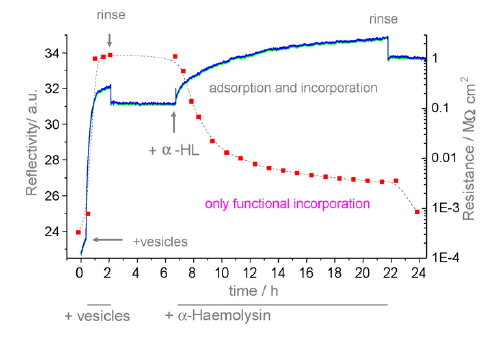 rinse
rinse
34
32
30
28
26
24
Reflectivity/ a.u.
1
0.1
0.01
1E-3
1E-4
Resistance / MΩ cm²
adsorption and incorporation
+ α -HL
only functional incorporation
+vesicles
0 2 4 6 8 10 12 14 16 18 20 22 24
time / h
+ vesicles + α-Haemolysin